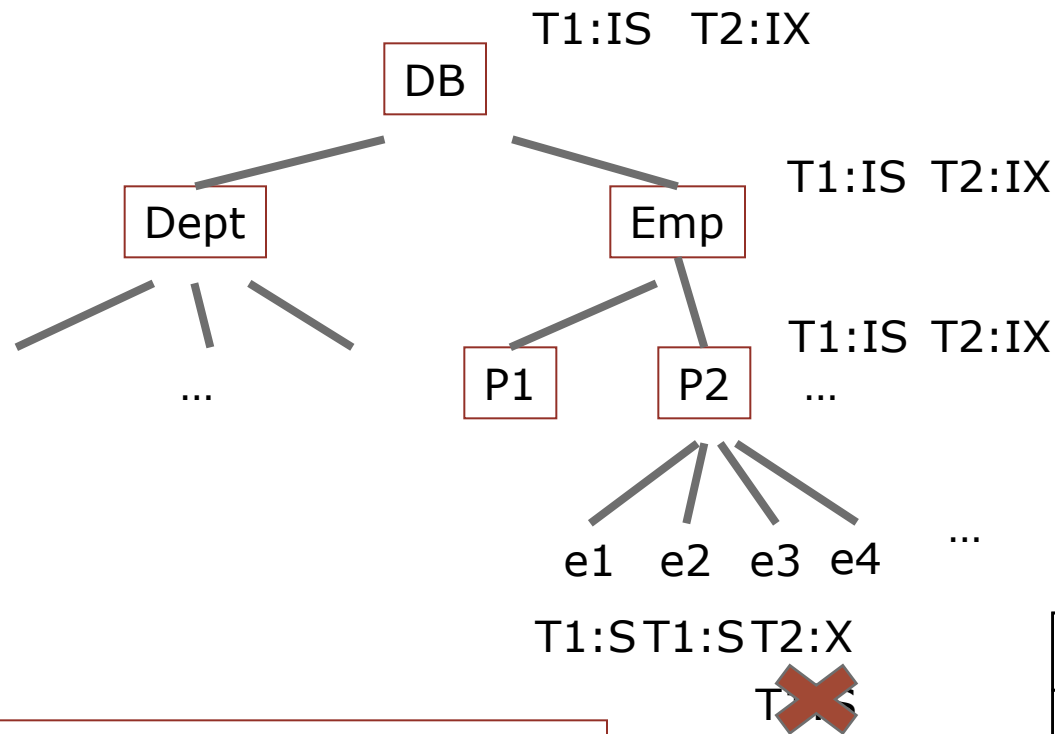 T1:IS T2:IX
DB
T1:IS T2:IX
Dept Emp
T1:IS T2:IX
… P1 P2 …
e1 e2 e3 e4 …
T1:S T1:S T2:X